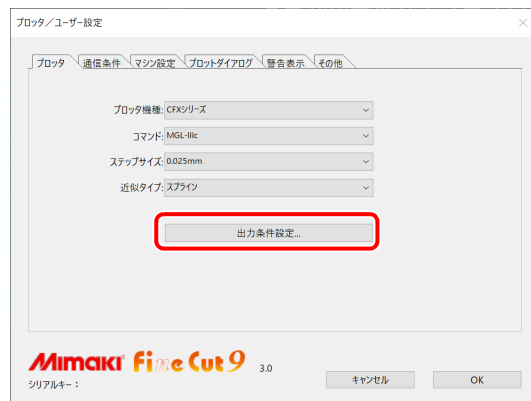 プロッタ／ユーザー設定
プロッタ 通信条件 マシン設定 プロットダイアログ 警告表示 その他
プロッタ機種: CFXシリーズ
コマンド: MGL-IIIc
ステップサイズ: 0.025mm
近似タイプ: スプライン
出力条件設定...
Mimaki Fine Cut 9 3.0
シリアルキー：
キャンセル OK